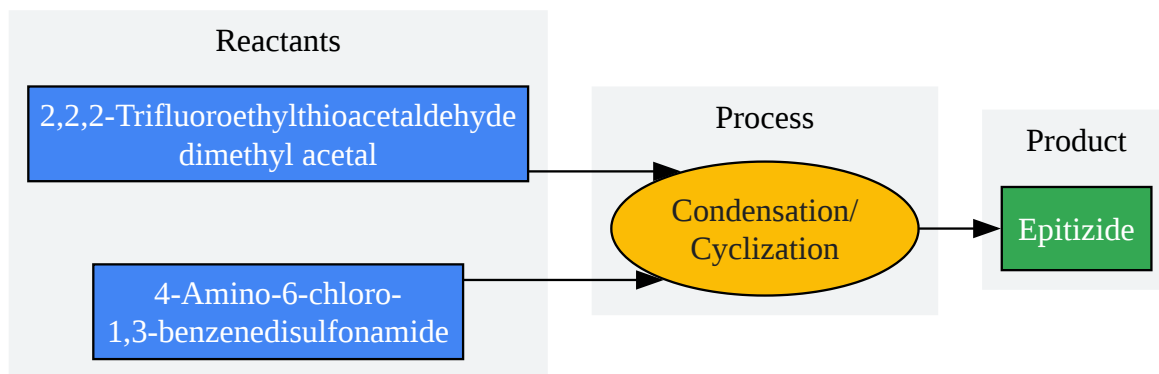 Reactants
2,2,2-Trifluoroethylthioacetaldehyde
dimethyl acetal
4-Amino-6-chloro-
1,3-benzenedisulfonamide
Process
Condensation/
Cyclization
Product
Epitizide